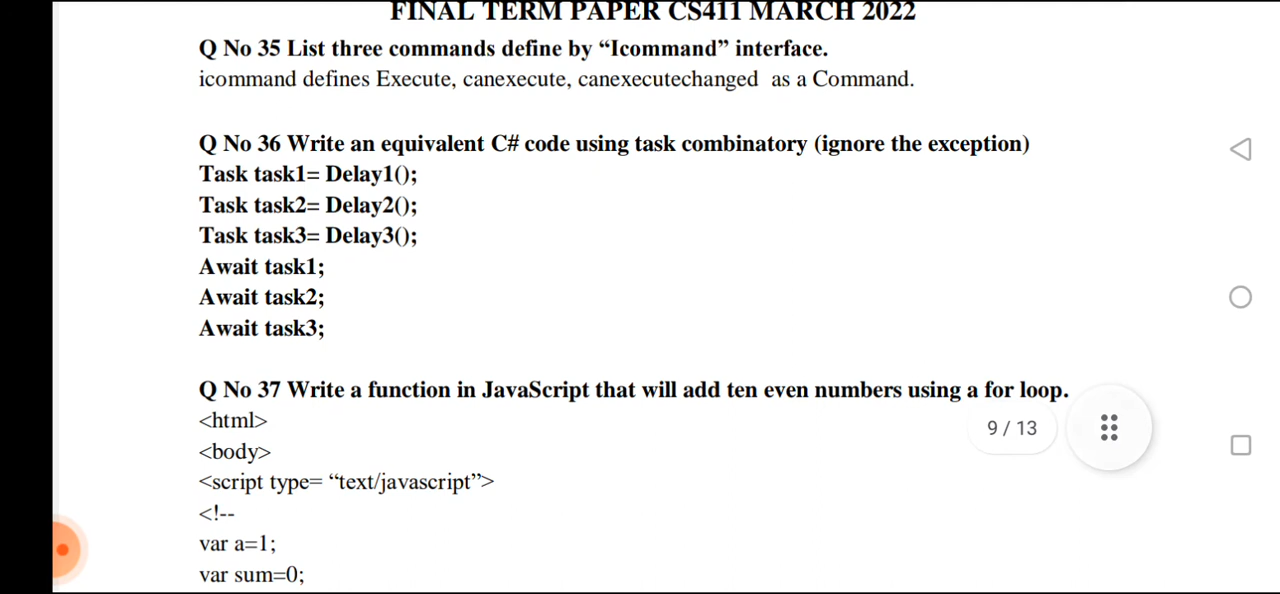 FINAL TERM PAPER CS411 MARCH 2022
Q No 35 List three commands define by “Icommand” interface.
icommand defines Execute, canexecute, canexecutechanged  as a Command.
Q No 36 Write an equivalent C# code using task combinatory (ignore the exception)
Task task1= Delay1();
Task task2= Delay2();
Task task3= Delay3();
Await task1;
Await task2;
Await task3;
Q No 37 Write a function in JavaScript that will add ten even numbers using a for loop.
<html>
9 / 13
<body>
<script type= “text/javascript”>
<!--
var a=1;
var sum=0;